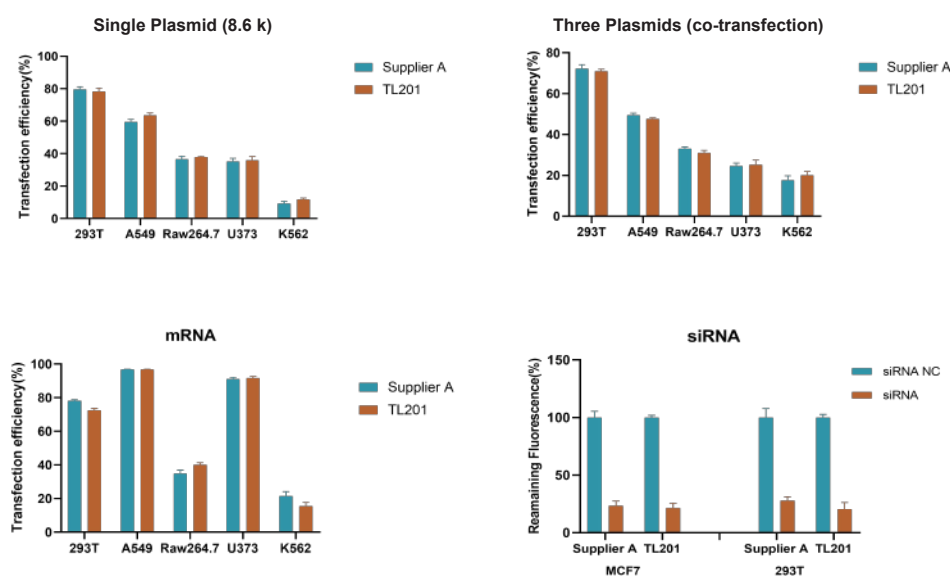 Single Plasmid (8.6 k)
Transfection efficiency(%)
100
80
60
40
20
0
293T A549 Raw264.7 U373 K562
Supplier A
TL201
Three Plasmids (co-transfection)
Transfection efficiency(%)
80
60
40
20
0
293T A549 Raw264.7 U373 K562
Supplier A
TL201
mRNA
Transfection efficiency(%)
100
80
60
40
20
0
293T A549 Raw264.7 U373 K562
Supplier A
TL201
siRNA
Reamaining Fluorescence(%)
150
100
50
0
Supplier A TL201 Supplier A TL201
MCF7 293T
siRNA NC
siRNA